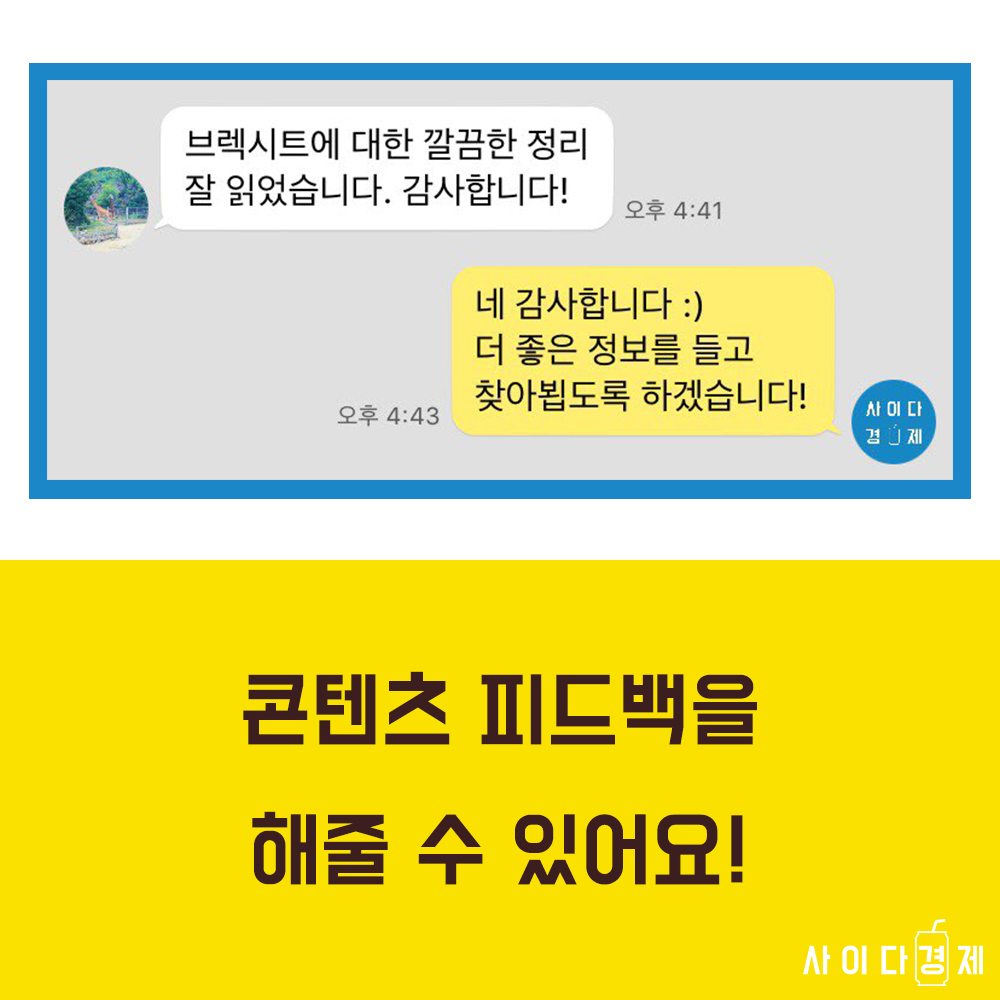 브렉시트에 대한 깔끔한 정리
잘 읽었습니다. 감사합니다!
오후 4:41
네 감사합니다 :)
더 좋은 정보를 들고
찾아뵙도록 하겠습니다!
오후 4:43
사이다
경제
콘텐츠 피드백을
해줄 수 있어요!
사이다경제